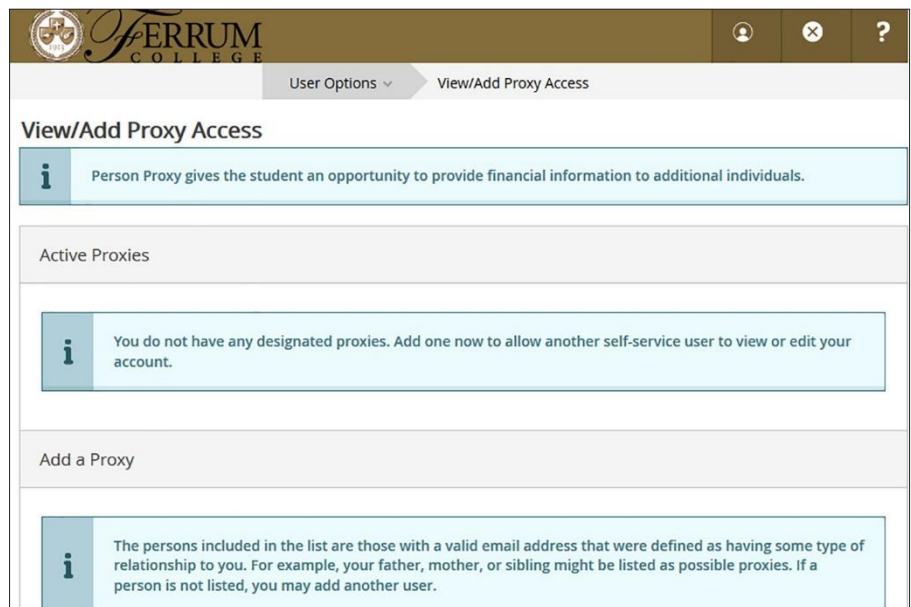 1913
FERRUM
COLLEGE
?
User Options
View/Add Proxy Access
View/Add Proxy Access
i
Person Proxy gives the student an opportunity to provide financial information to additional individuals.
Active Proxies
i
You do not have any designated proxies. Add one now to allow another self-service user to view or edit your
account.
Add a Proxy
i
The persons included in the list are those with a valid email address that were defined as having some type of
relationship to you. For example, your father, mother, or sibling might be listed as possible proxies. If a
person is not listed, you may add another user.